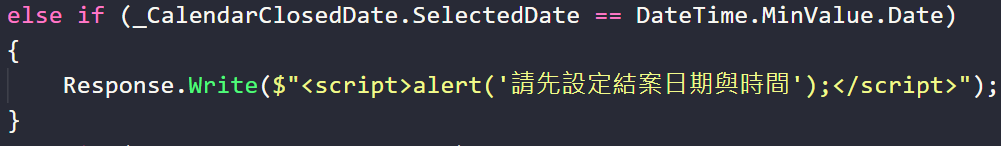 else if (_CalendarClosedDate.SelectedDate == DateTime.MinValue.Date)
{
Response.Write($"<script>alert('請先設定結案日期與時間');</script>");
}